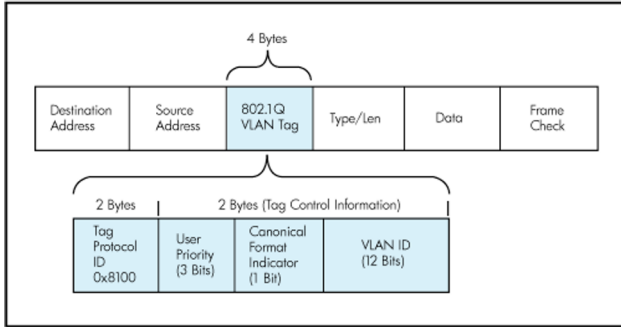 4 Bytes
Destination
Address
Source
Address
802.1Q
VLAN Tag
Type/Len
Data
Frame
Check
2 Bytes
2 Bytes (Tag Control Information)
Tag
Protocol
ID
0x8100
User
Priority
(3 Bits)
Canonical
Format
Indicator
(1 Bit)
VLAN ID
(12 Bits)